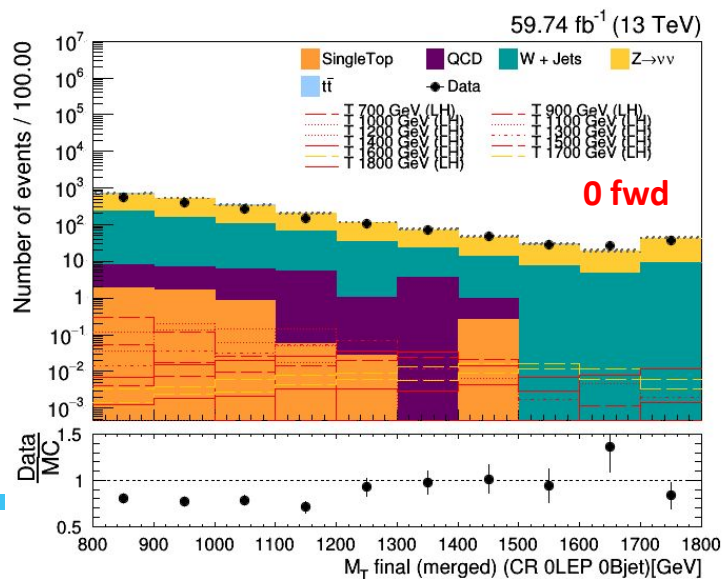 59.74 fb⁻¹ (13 TeV)
Number of events / 100.00
10⁷
10⁶
10⁵
10⁴
10³
10²
10
1
10⁻¹
10⁻²
10⁻³
SingleTop
QCD
W + Jets
Z→νν
tt̄
Data
T 700 GeV (LH)
T 900 GeV (LH)
T 1000 GeV (LH)
T 1100 GeV (LH)
T 1200 GeV (LH)
T 1300 GeV (LH)
T 1400 GeV (LH)
T 1500 GeV (LH)
T 1600 GeV (LH)
T 1700 GeV (LH)
T 1800 GeV (LH)
0 fwd
Data
MC
1.5
1
0.5
800 900 1000 1100 1200 1300 1400 1500 1600 1700 1800
M_T final (merged) (CR 0LEP 0Bjet)[GeV]